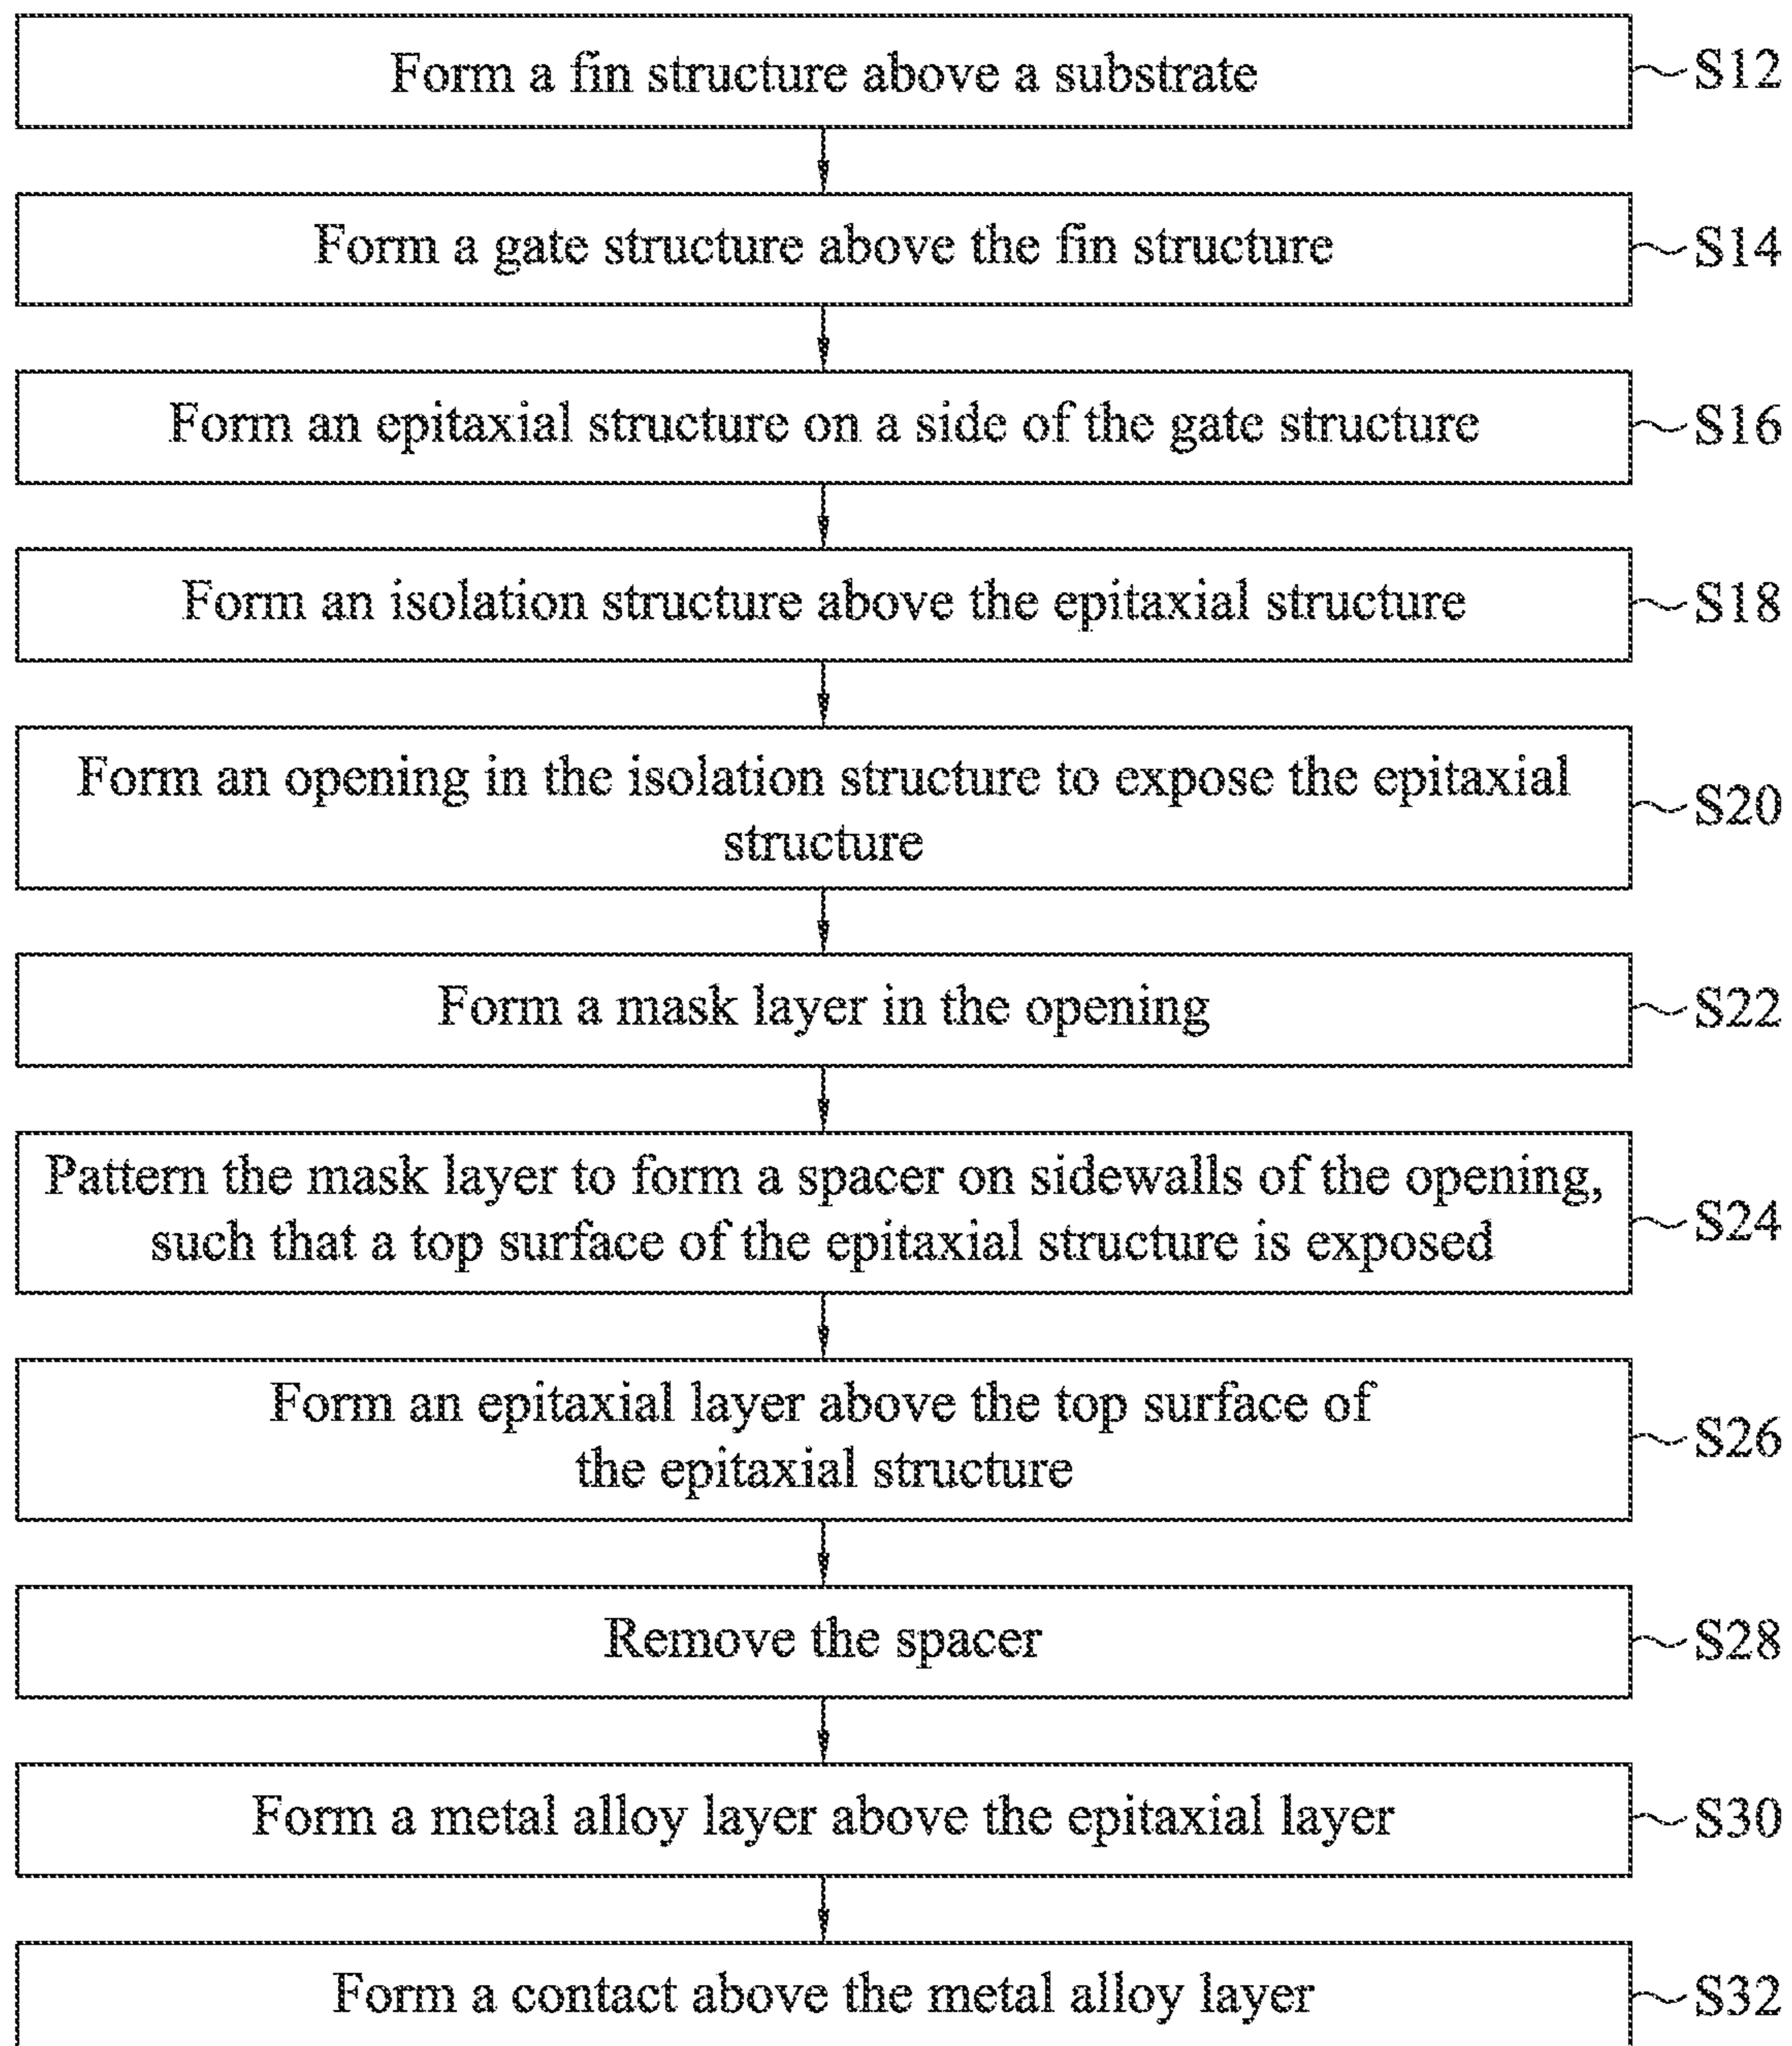 Form a fin structure above a substrate
S12
Form a gate structure above the fin structure
S14
Form an epitaxial structure on a side of the gate structure
S16
Form an isolation structure above the epitaxial structure
S18
Form an opening in the isolation structure to expose the epitaxial
structure
S20
Form a mask layer in the opening
S22
Pattern the mask layer to form a spacer on sidewalls of the opening,
such that a top surface of the epitaxial structure is exposed
S24
Form an epitaxial layer above the top surface of
the epitaxial structure
S26
Remove the spacer
S28
Form a metal alloy layer above the epitaxial layer
S30
Form a contact above the metal alloy layer
S32